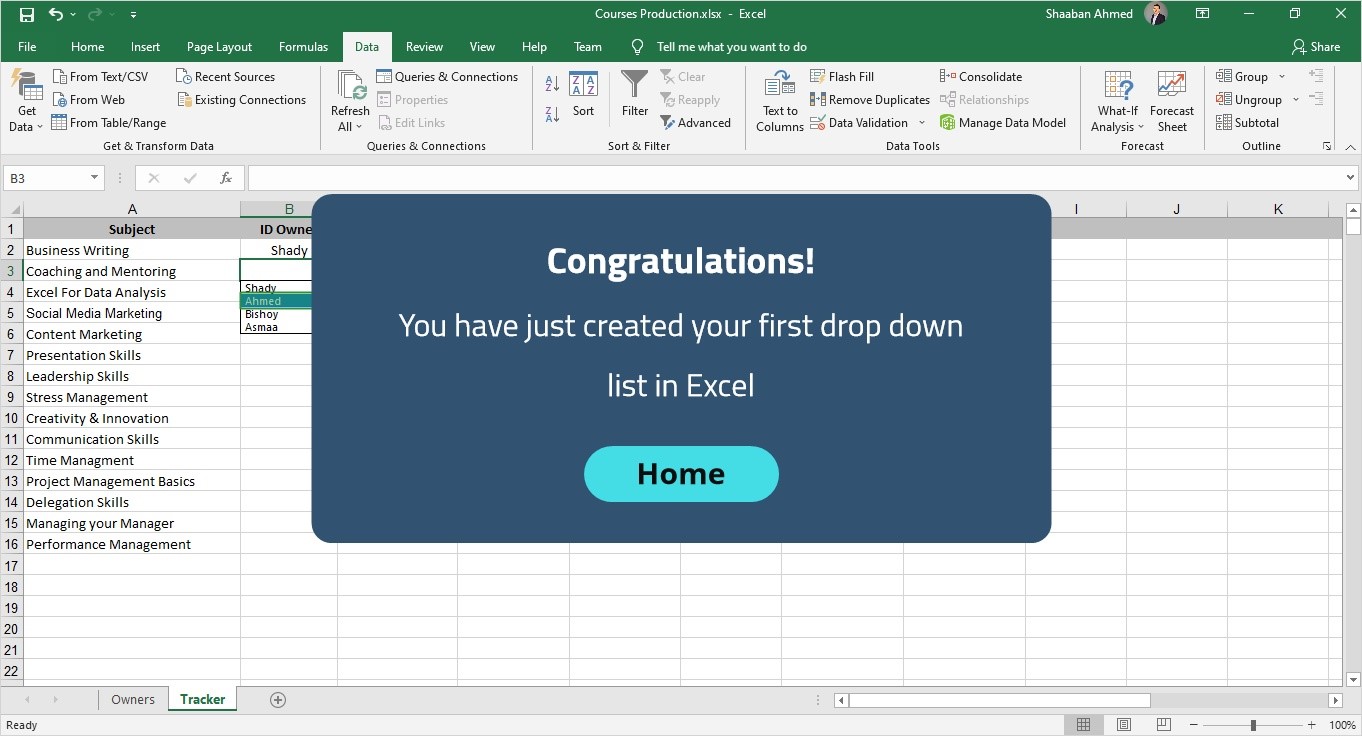 Courses Production.xlsx - Excel
Shaaban Ahmed
File Home Insert Page Layout Formulas Data Review View Help Team Tell me what you want to do Share
Get Data
From Text/CSV
From Web
From Table/Range
Recent Sources
Existing Connections
Get & Transform Data
Refresh All
Queries & Connections
Properties
Edit Links
Queries & Connections
Sort
Filter
Clear
Reapply
Advanced
Sort & Filter
Text to Columns
Flash Fill
Remove Duplicates
Data Validation
Consolidate
Relationships
Manage Data Model
Data Tools
What-If Analysis
Forecast Sheet
Forecast
Group
Ungroup
Subtotal
Outline
B3 fx
A B I J K
1 Subject ID Owne
2 Business Writing Shady
3 Coaching and Mentoring
4 Excel For Data Analysis
5 Social Media Marketing
6 Content Marketing
7 Presentation Skills
8 Leadership Skills
9 Stress Management
10 Creativity & Innovation
11 Communication Skills
12 Time Managment
13 Project Management Basics
14 Delegation Skills
15 Managing your Manager
16 Performance Management
17
18
19
20
21
22
Shady
Ahmed
Bishoy
Asmaa
Congratulations!
You have just created your first drop down
list in Excel
Home
Owners Tracker
Ready 100%